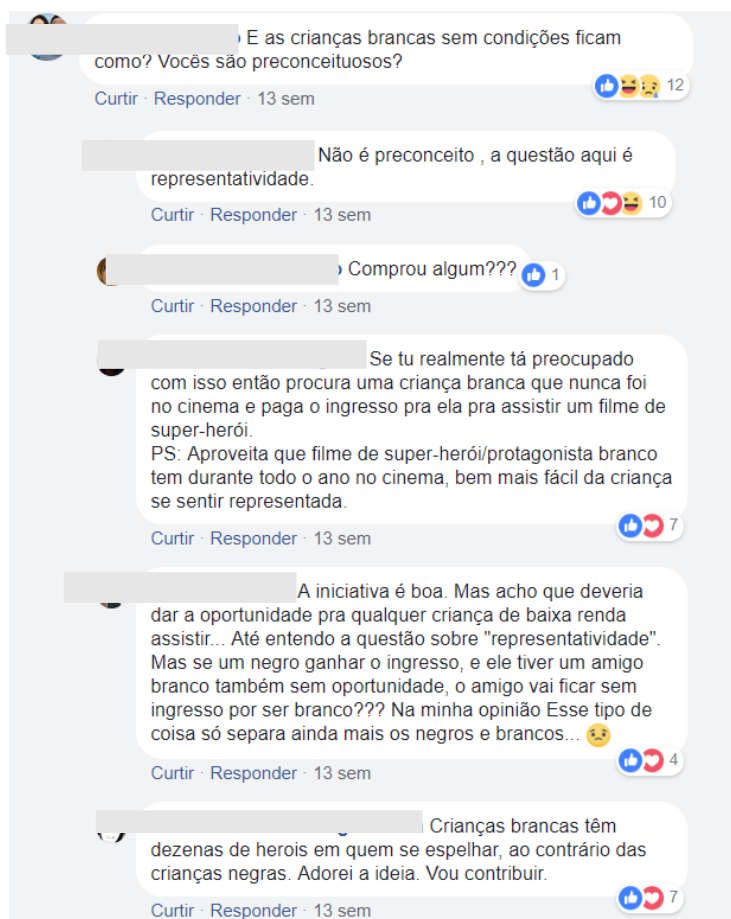 E as crianças brancas sem condições ficam
como? Vocês são preconceituosos?
12
Curtir · Responder · 13 sem
Não é preconceito , a questão aqui é
representatividade.
10
Curtir · Responder · 13 sem
Comprou algum???
1
Curtir · Responder · 13 sem
Se tu realmente tá preocupado
com isso então procura uma criança branca que nunca foi
no cinema e paga o ingresso pra ela pra assistir um filme de
super-herói.
PS: Aproveita que filme de super-herói/protagonista branco
tem durante todo o ano no cinema, bem mais fácil da criança
se sentir representada.
7
Curtir · Responder · 13 sem
A iniciativa é boa. Mas acho que deveria
dar a oportunidade pra qualquer criança de baixa renda
assistir... Até entendo a questão sobre "representatividade".
Mas se um negro ganhar o ingresso, e ele tiver um amigo
branco também sem oportunidade, o amigo vai ficar sem
ingresso por ser branco??? Na minha opinião Esse tipo de
coisa só separa ainda mais os negros e brancos...
4
Curtir · Responder · 13 sem
Crianças brancas têm
dezenas de herois em quem se espelhar, ao contrário das
crianças negras. Adorei a ideia. Vou contribuir.
7
Curtir · Responder · 13 sem